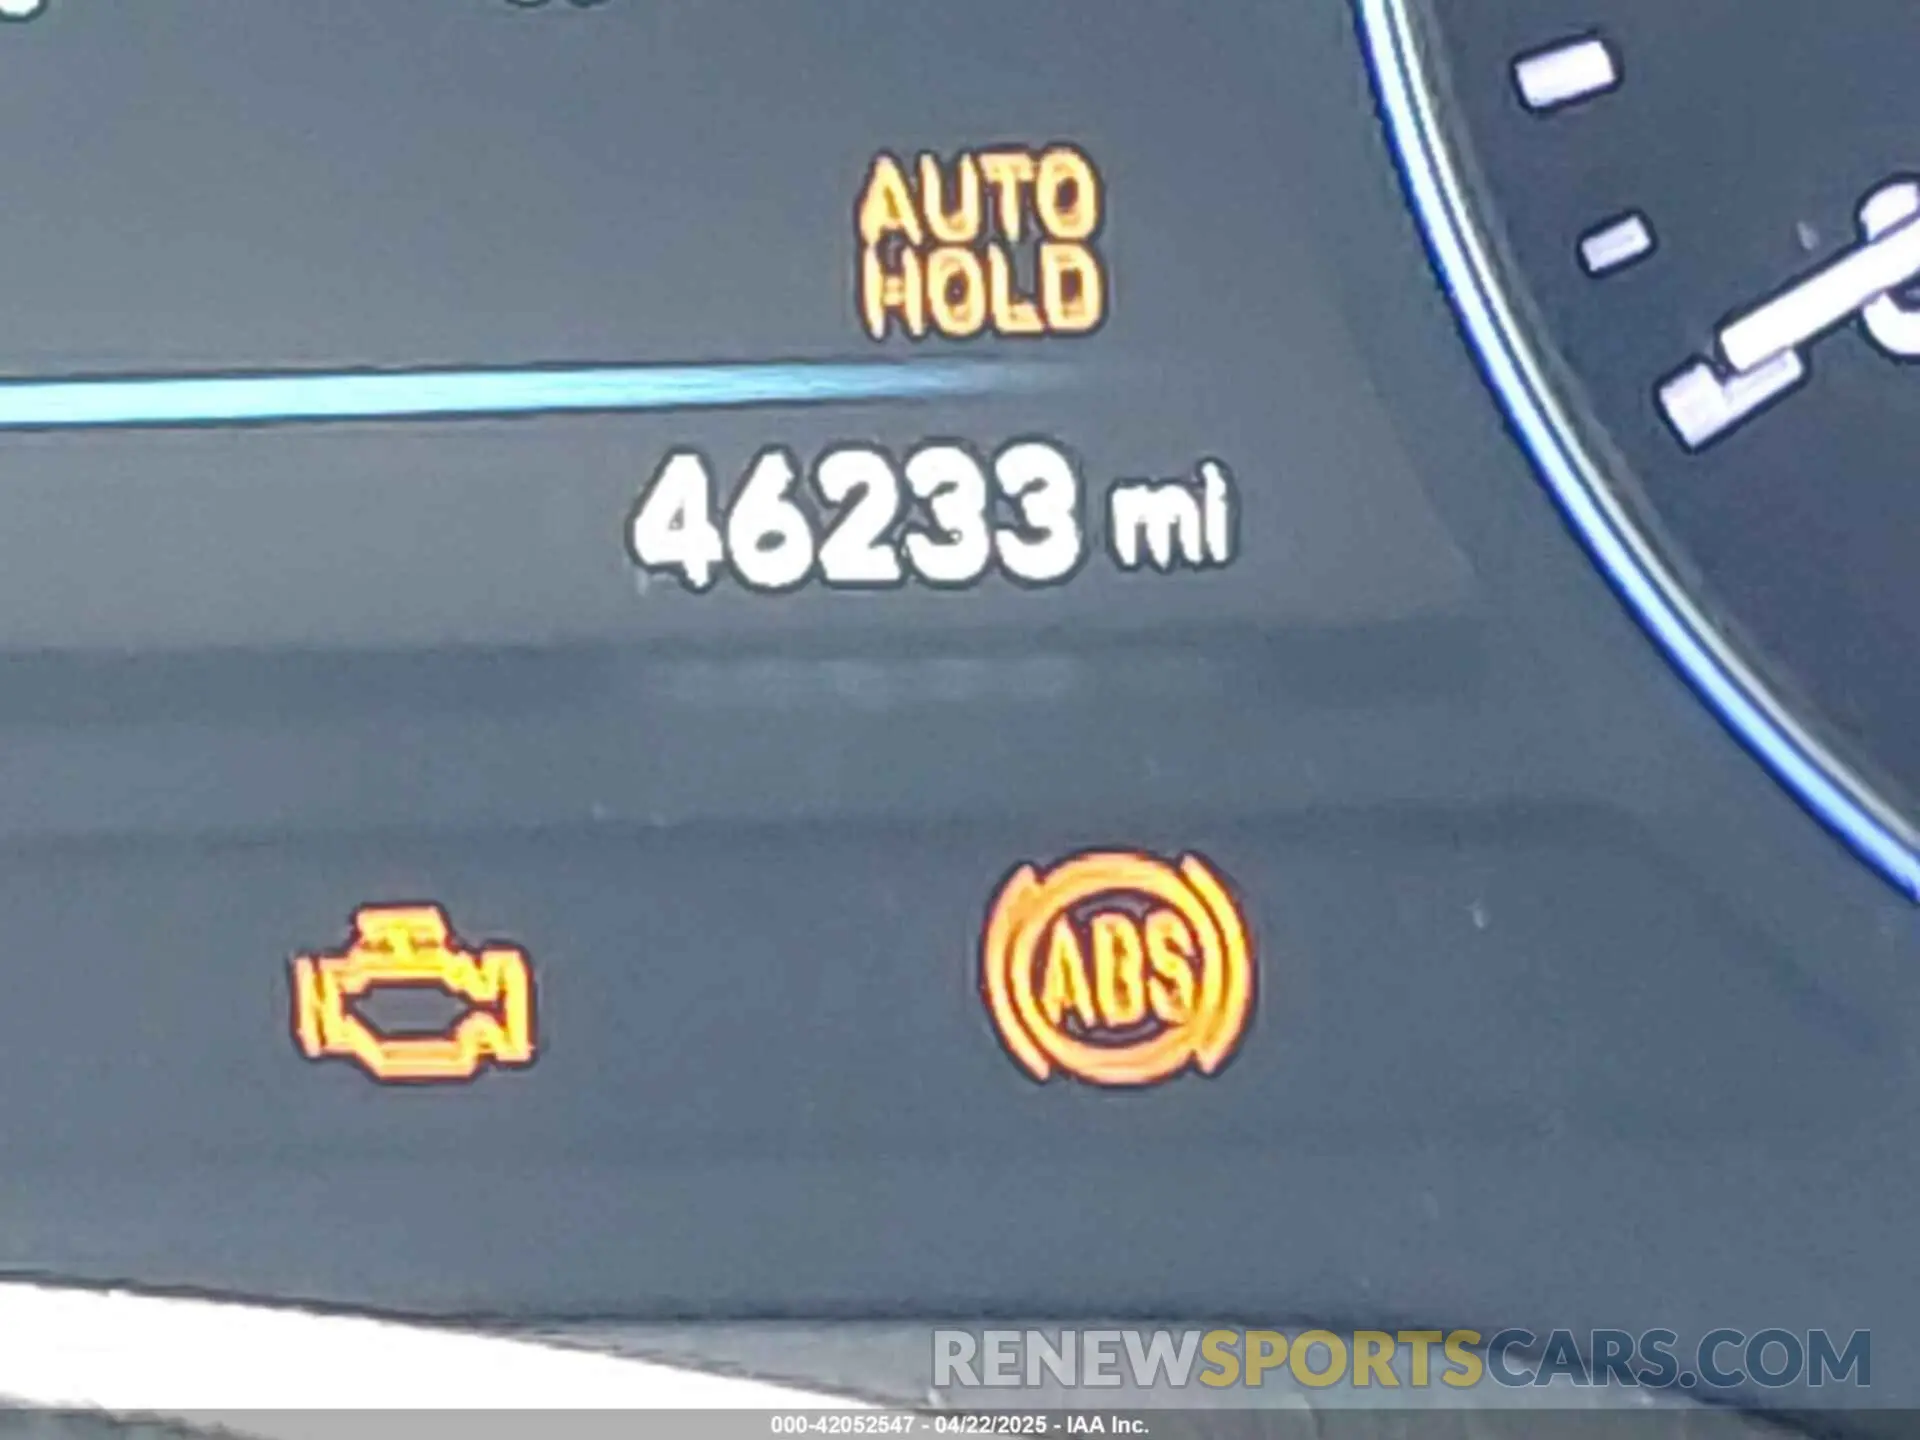 AUTO
HOLD
46233 mi
ABS
RENEWSPORTSCARS.COM
000-42052547 - 04/22/2025 - IAA Inc.